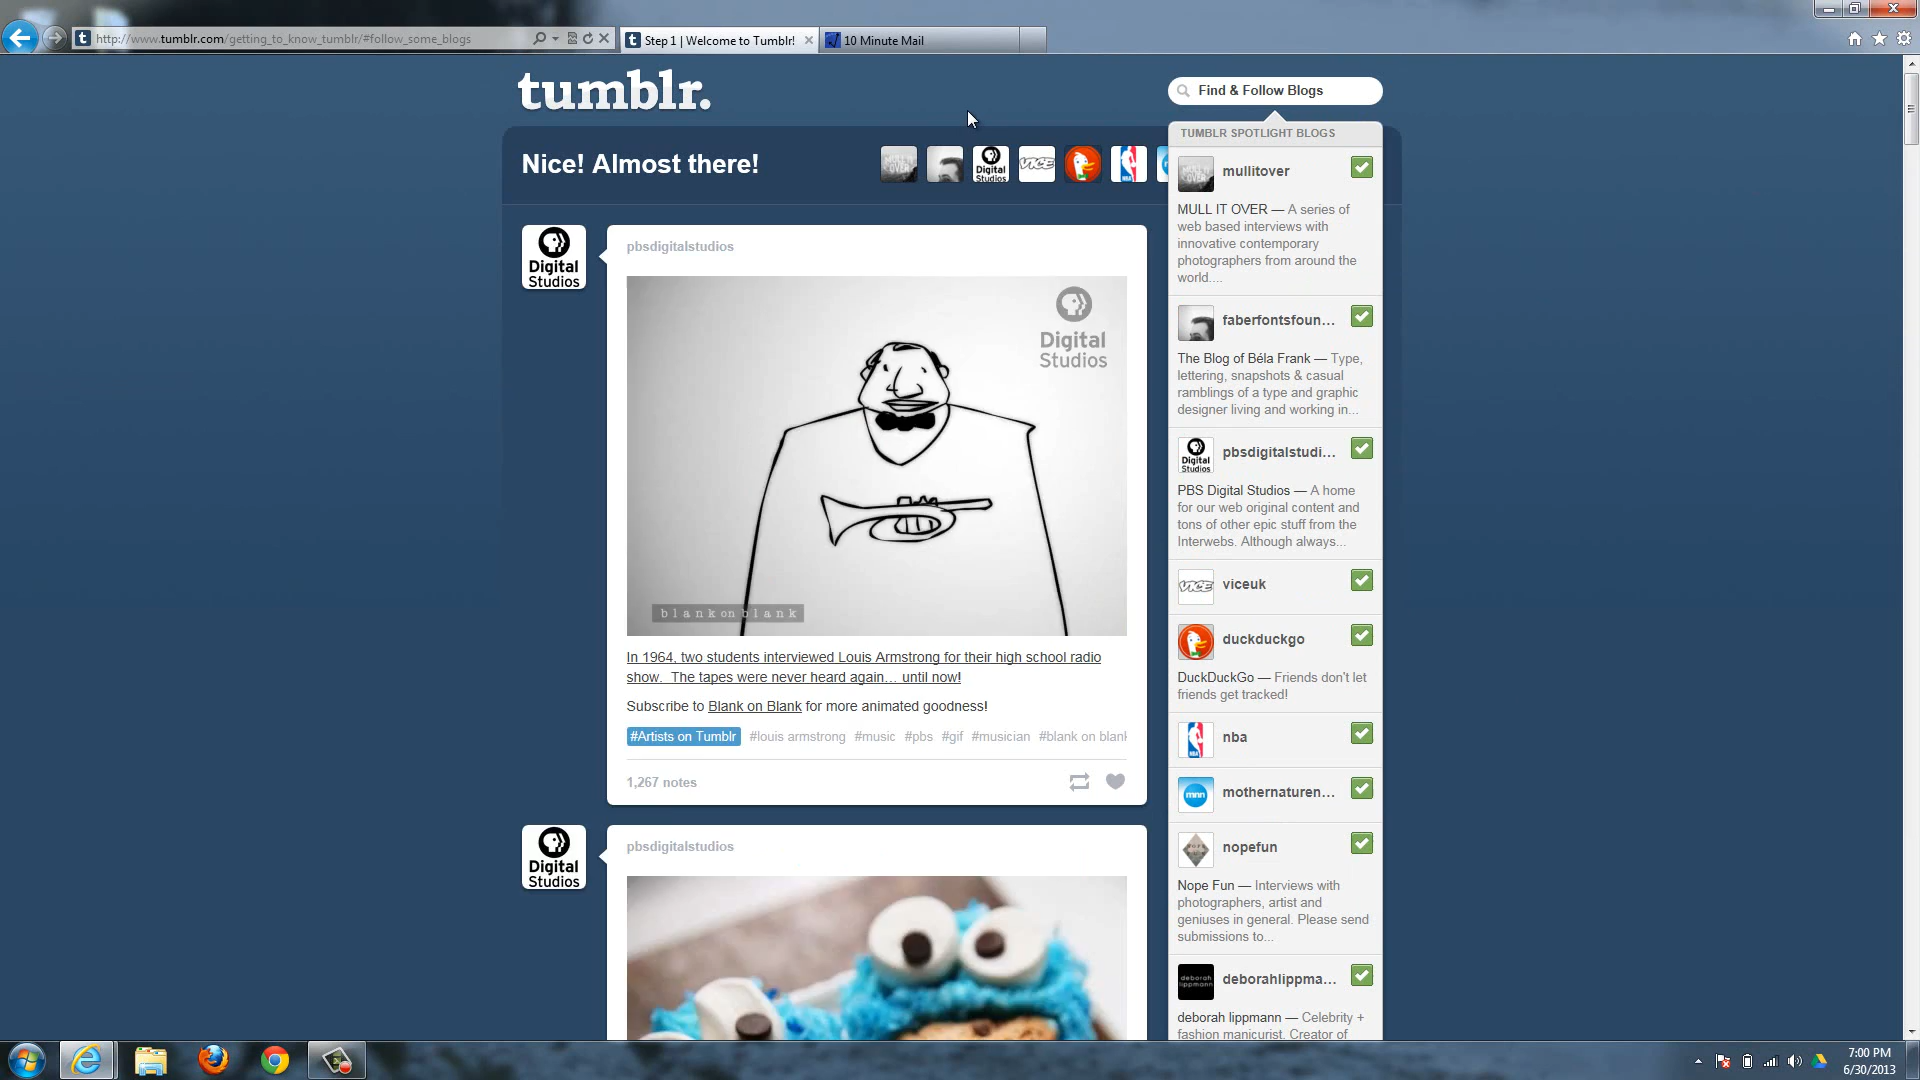 http://www.tumblr.com/getting_to_know_tumblr/#follow_some_blogs
Step 1 | Welcome to Tumblr!
10 Minute Mail
tumblr.
Find & Follow Blogs
Nice! Almost there!
Digital
Studios
VICE
NBA
TUMBLR SPOTLIGHT BLOGS
mullitover
MULL IT OVER — A series of
web based interviews with
innovative contemporary
photographers from around the
world....
faberfontsfoun...
The Blog of Béla Frank — Type,
lettering, snapshots & casual
ramblings of a type and graphic
designer living and working in...
Digital
Studios
pbsdigitalstudi...
PBS Digital Studios — A home
for our web original content and
tons of other epic stuff from the
Interwebs. Although always...
VICE
viceuk
duckduckgo
DuckDuckGo — Friends don't let
friends get tracked!
NBA
nba
mnn
mothernaturen...
nopefun
Nope Fun — Interviews with
photographers, artist and
geniuses in general. Please send
submissions to...
deborah
lippmann
deborahlippma...
deborah lippmann — Celebrity +
fashion manicurist. Creator of
Digital
Studios
pbsdigitalstudios
Digital
Studios
blank on blank
In 1964, two students interviewed Louis Armstrong for their high school radio
show.  The tapes were never heard again… until now!
Subscribe to Blank on Blank for more animated goodness!
#Artists on Tumblr #louis armstrong #music #pbs #gif #musician #blank on blank
1,267 notes
Digital
Studios
pbsdigitalstudios
7:00 PM
6/30/2013